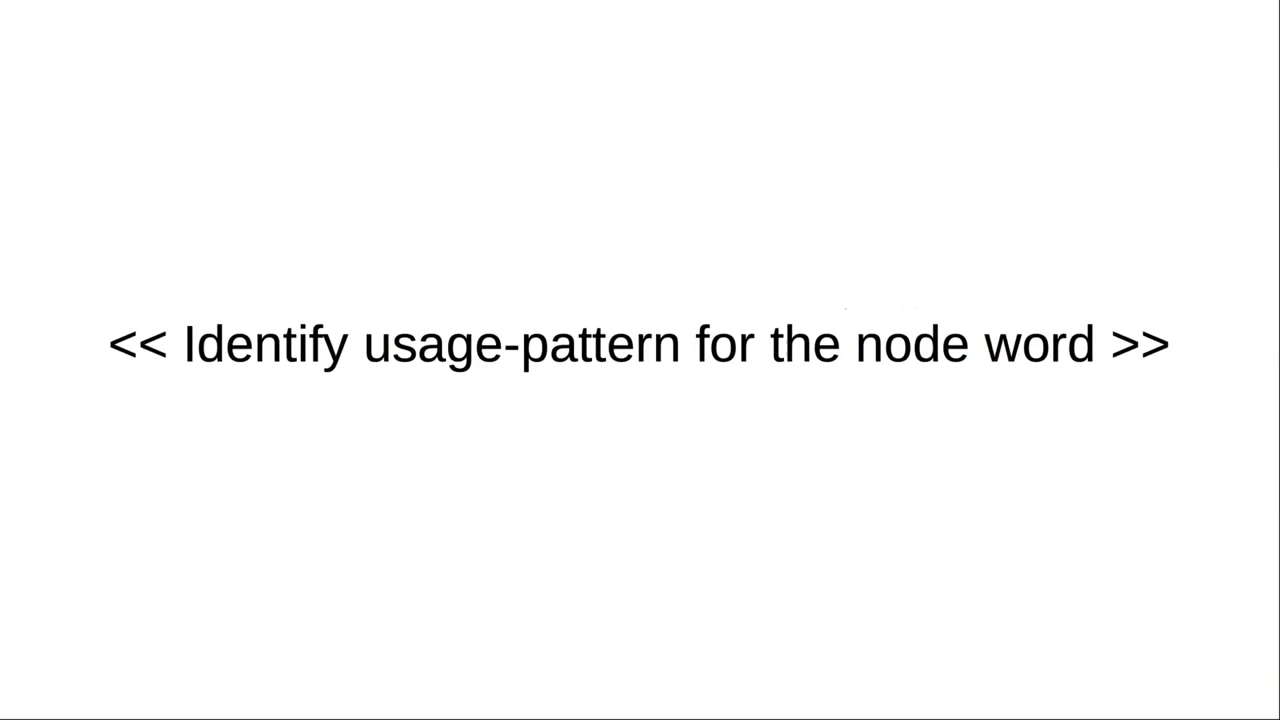 << Identify usage-pattern for the node word >>